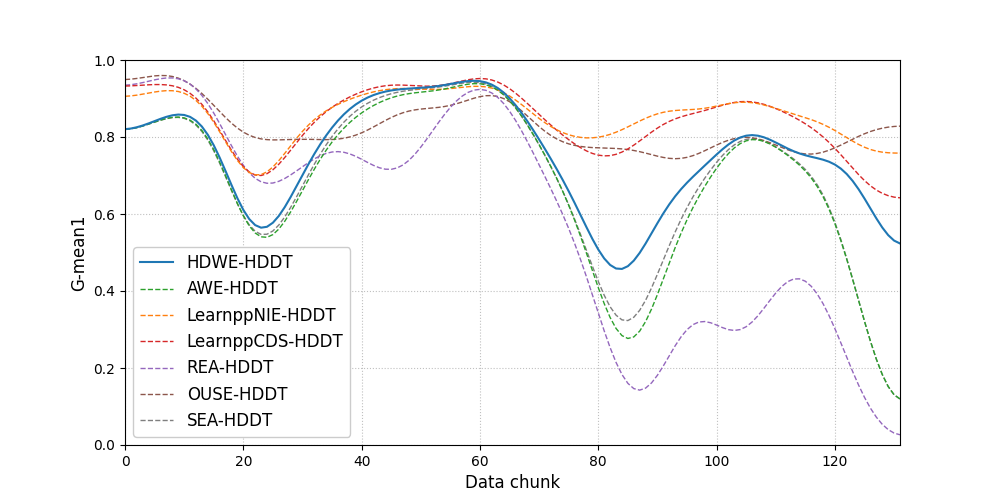 1.0
0.8
0.6
0.4
0.2
0.0
G-mean1
HDWE-HDDT
AWE-HDDT
LearnppNIE-HDDT
LearnppCDS-HDDT
REA-HDDT
OUSE-HDDT
SEA-HDDT
0 20 40 60 80 100 120
Data chunk